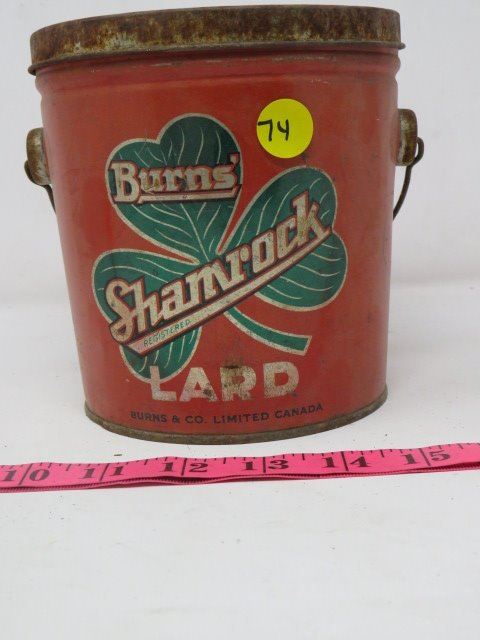 74
Burns'
Shamrock
REGISTERED
LARD
BURNS & CO. LIMITED CANADA
10 11 12 13 14 15